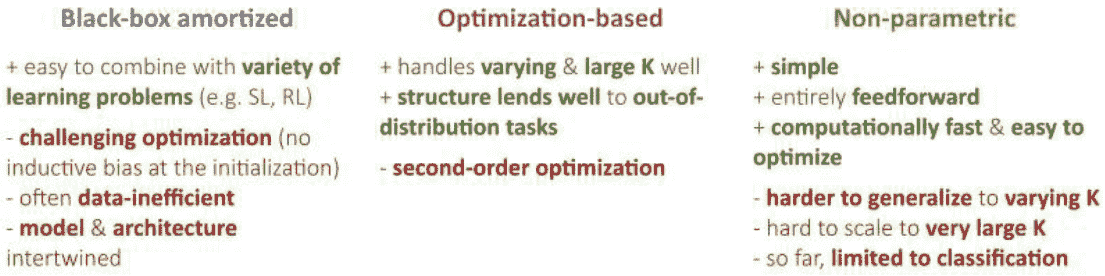 Black-box amortized
+ easy to combine with variety of
learning problems (e.g. SL, RL)
- challenging optimization (no
inductive bias at the initialization)
- often data-inefficient
- model & architecture
intertwined
Optimization-based
+ handles varying & large K well
+ structure lends well to out-of-
distribution tasks
- second-order optimization
Non-parametric
+ simple
+ entirely feedforward
+ computationally fast & easy to
optimize
- harder to generalize to varying K
- hard to scale to very large K
- so far, limited to classification